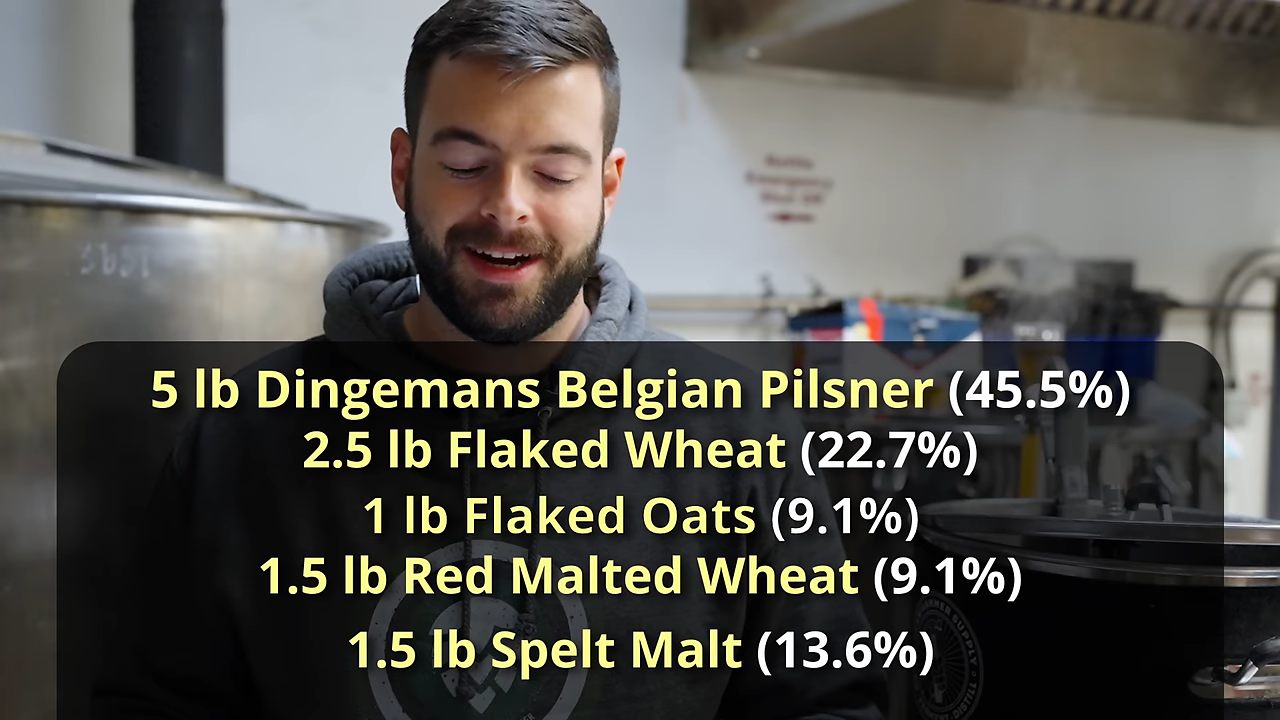 5 lb Dingemans Belgian Pilsner (45.5%)
2.5 lb Flaked Wheat (22.7%)
1 lb Flaked Oats (9.1%)
1.5 lb Red Malted Wheat (9.1%)
1.5 lb Spelt Malt (13.6%)